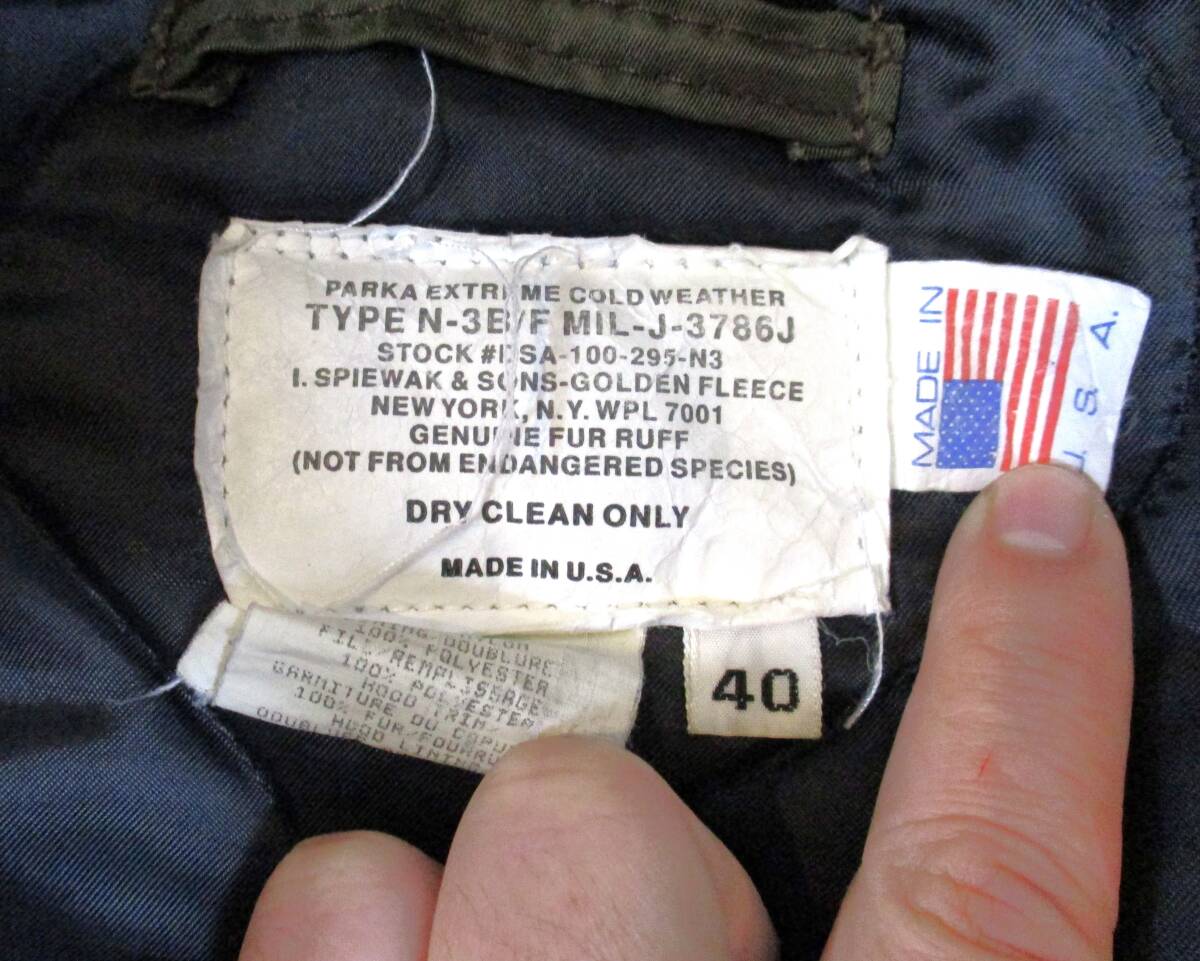 PARKA EXTREME COLD WEATHER
TYPE N-3B/F MIL-J-3786J
STOCK #DSA-100-295-N3
I. SPIEWAK & SONS-GOLDEN FLEECE
NEW YORK, N.Y. WPL 7001
GENUINE FUR RUFF
(NOT FROM ENDANGERED SPECIES)
DRY CLEAN ONLY
MADE IN U.S.A.
MADE IN
U. S. A.
100% POLYESTER
FILL/REMPLISSAGE
100% POLYESTER
HOOD TRIM/
GARNITURE DU
100% FUR/
HOOD LINING
40